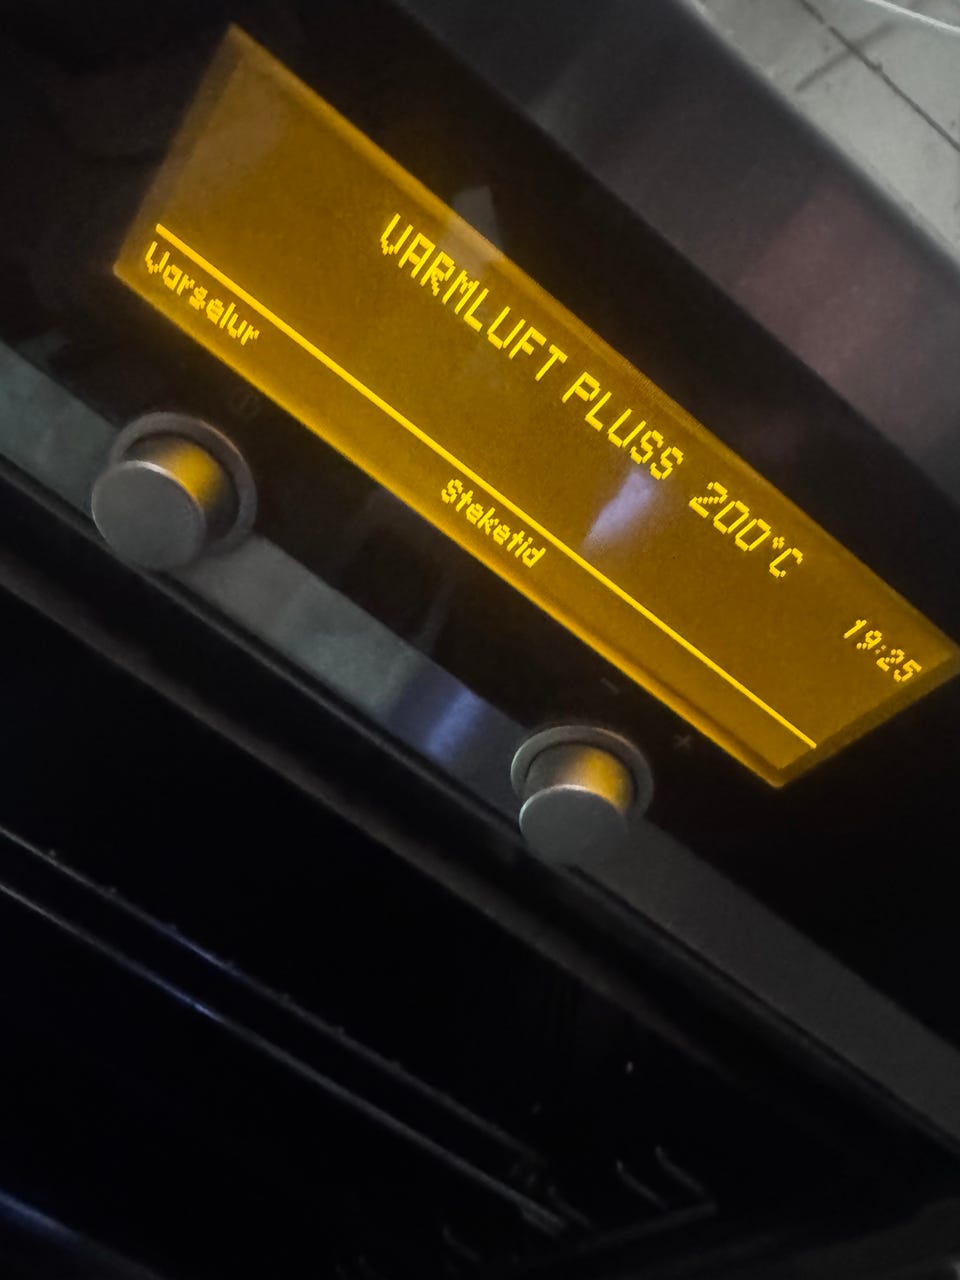 VARMLUFT PLUSS 200°C
19:25
Varselur
Steketid
- +